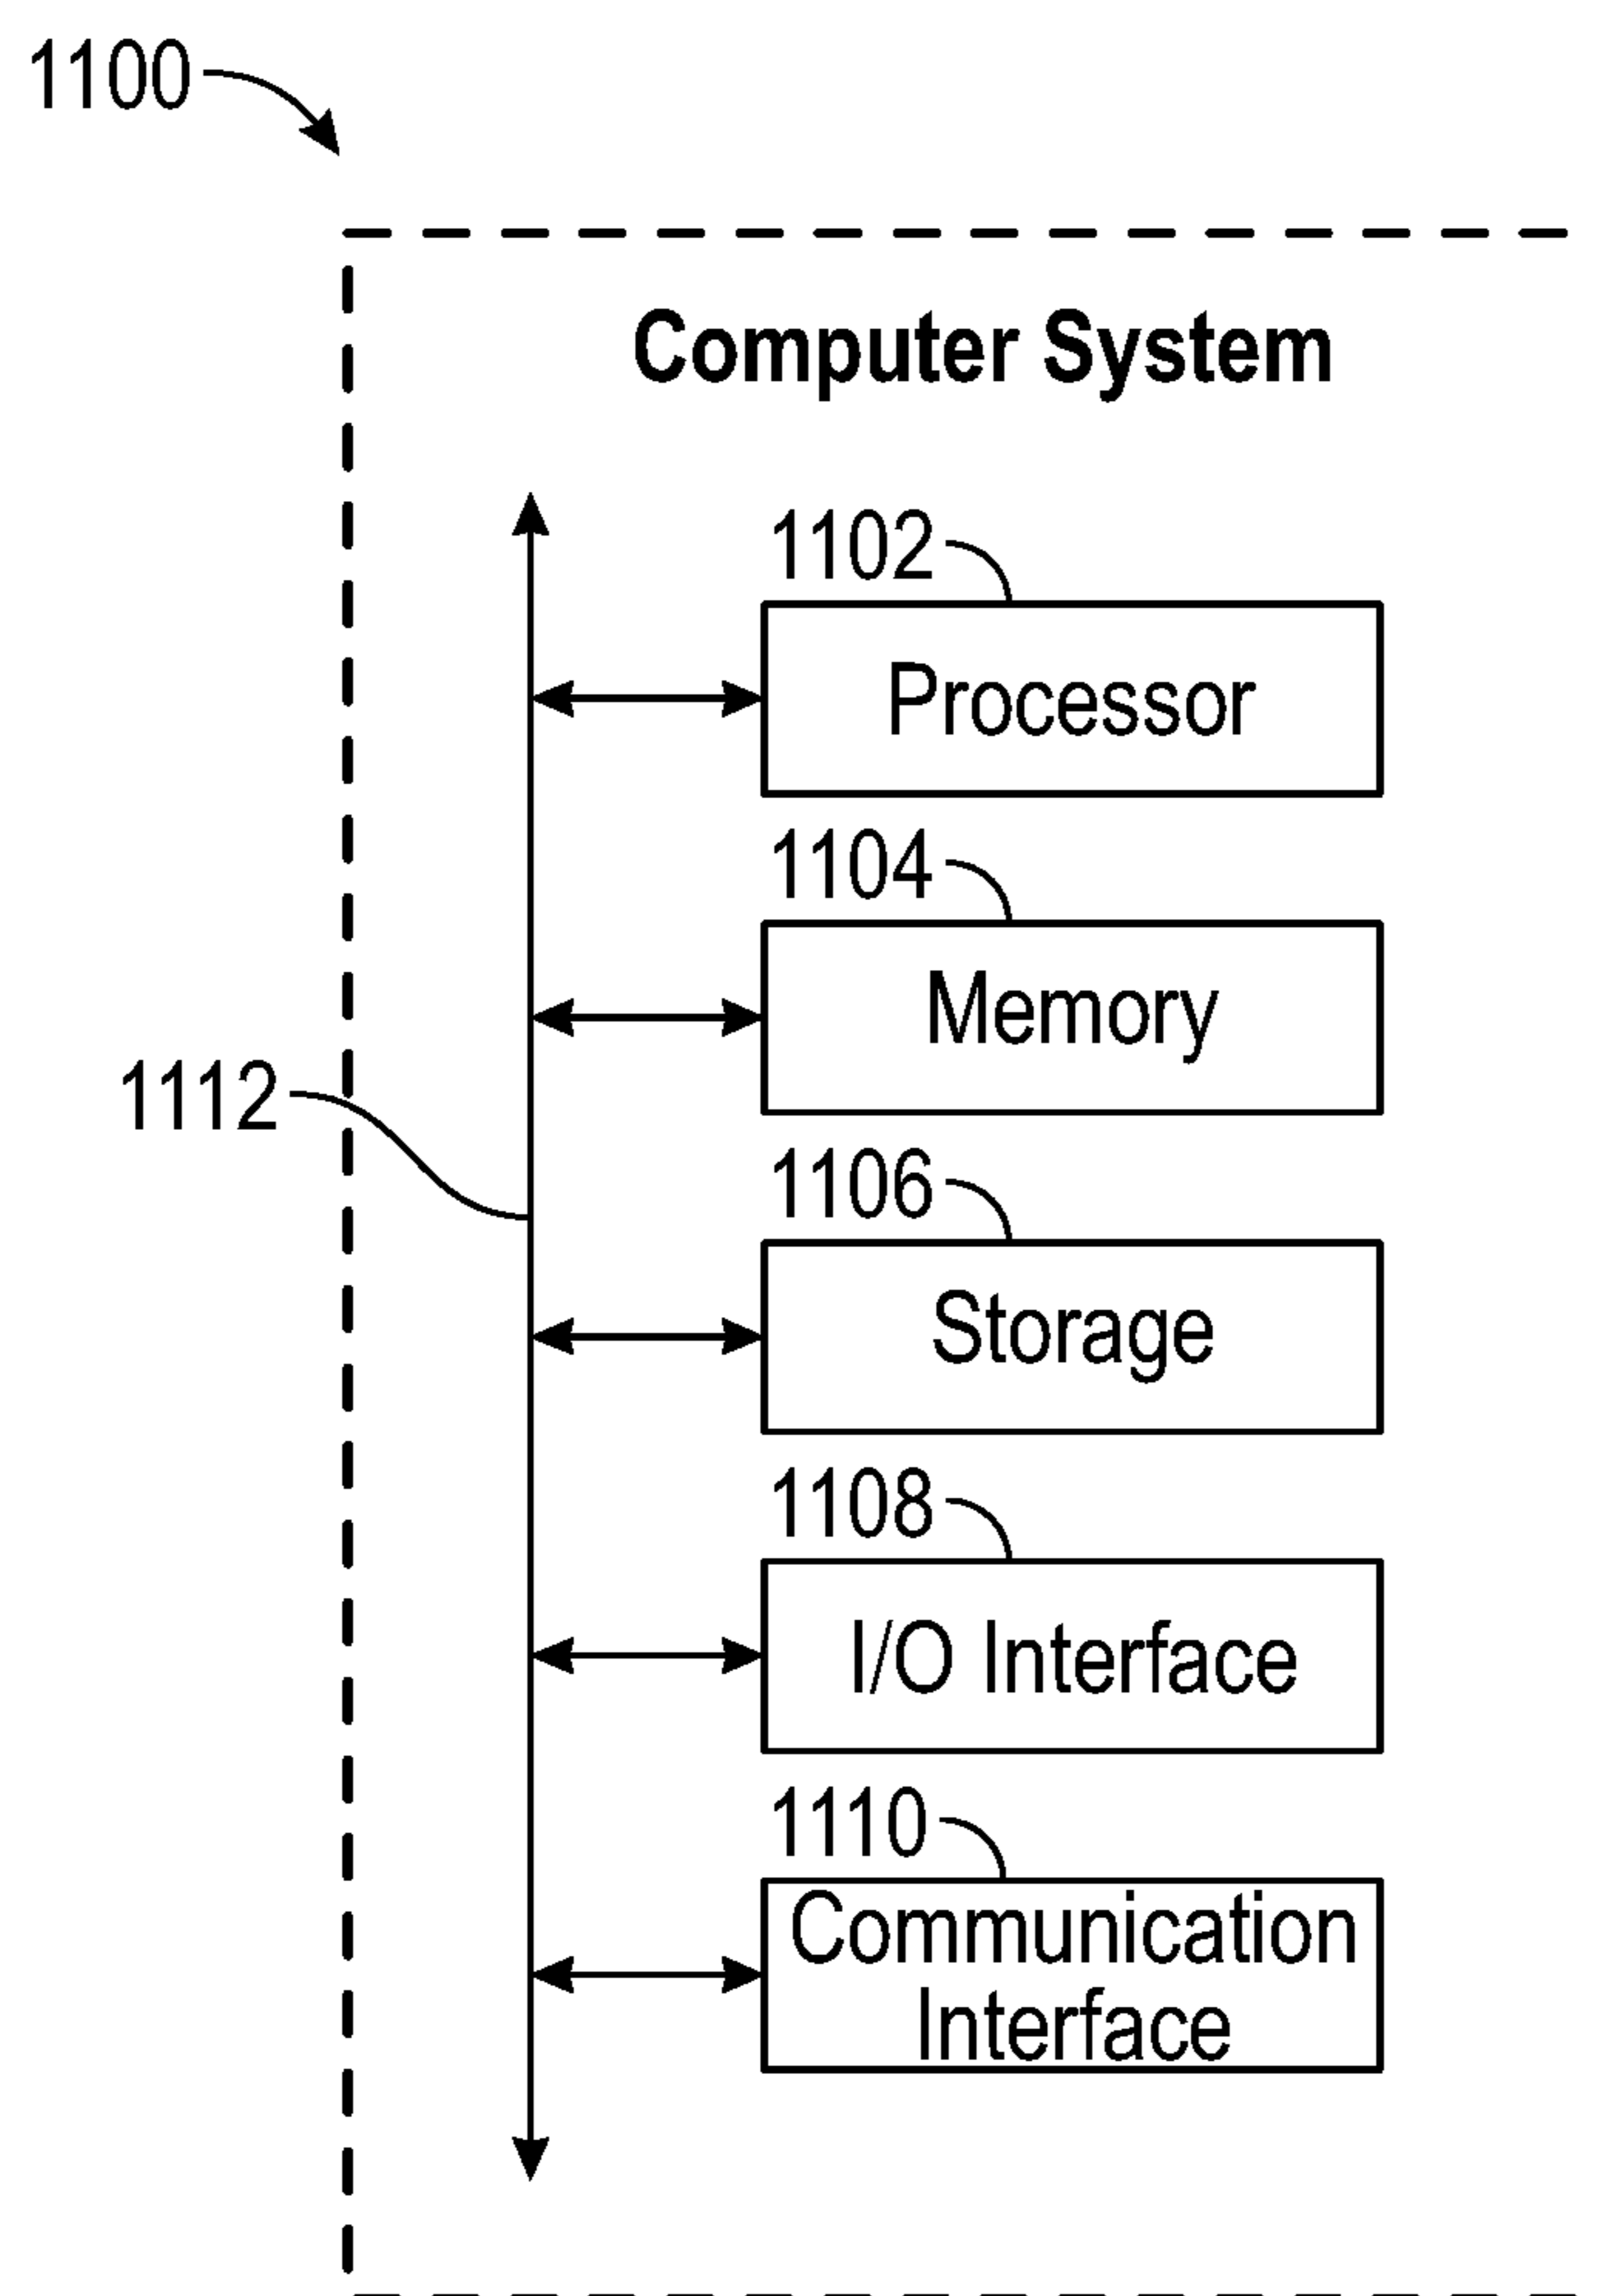 1100
Computer System
1102
Processor
1104
Memory
1112
1106
Storage
1108
I/O Interface
1110
Communication
Interface